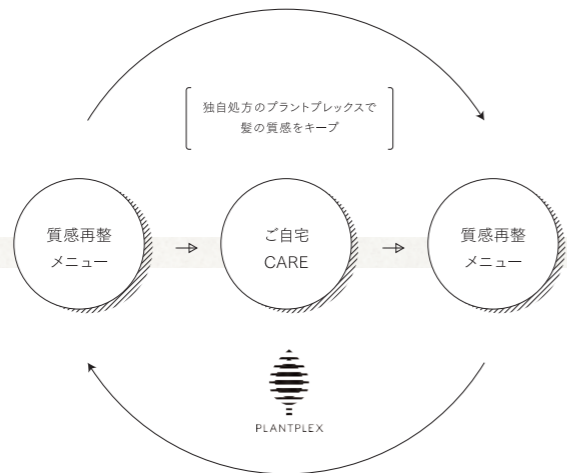 独自処方のプラントプレックスで
髪の質感をキープ
質感再整
メニュー
ご自宅
CARE
質感再整
メニュー
PLANTPLEX